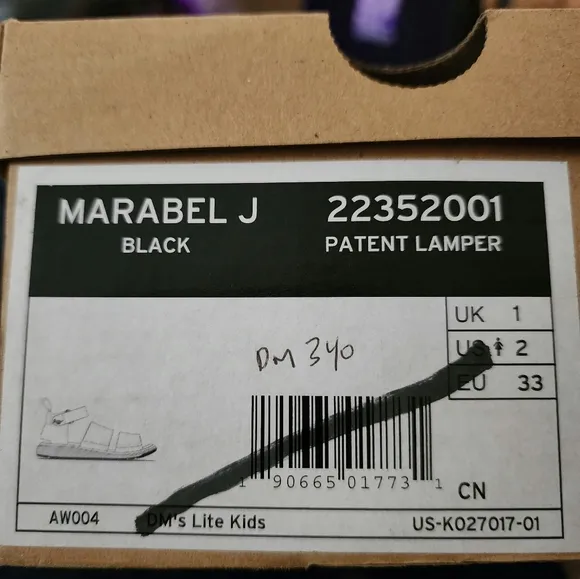 MARABEL J 22352001
BLACK PATENT LAMPER
UK 1
US 2
EU 33
DM 340
1 90665 01773 1
CN
AW004 DM's Lite Kids US-K027017-01